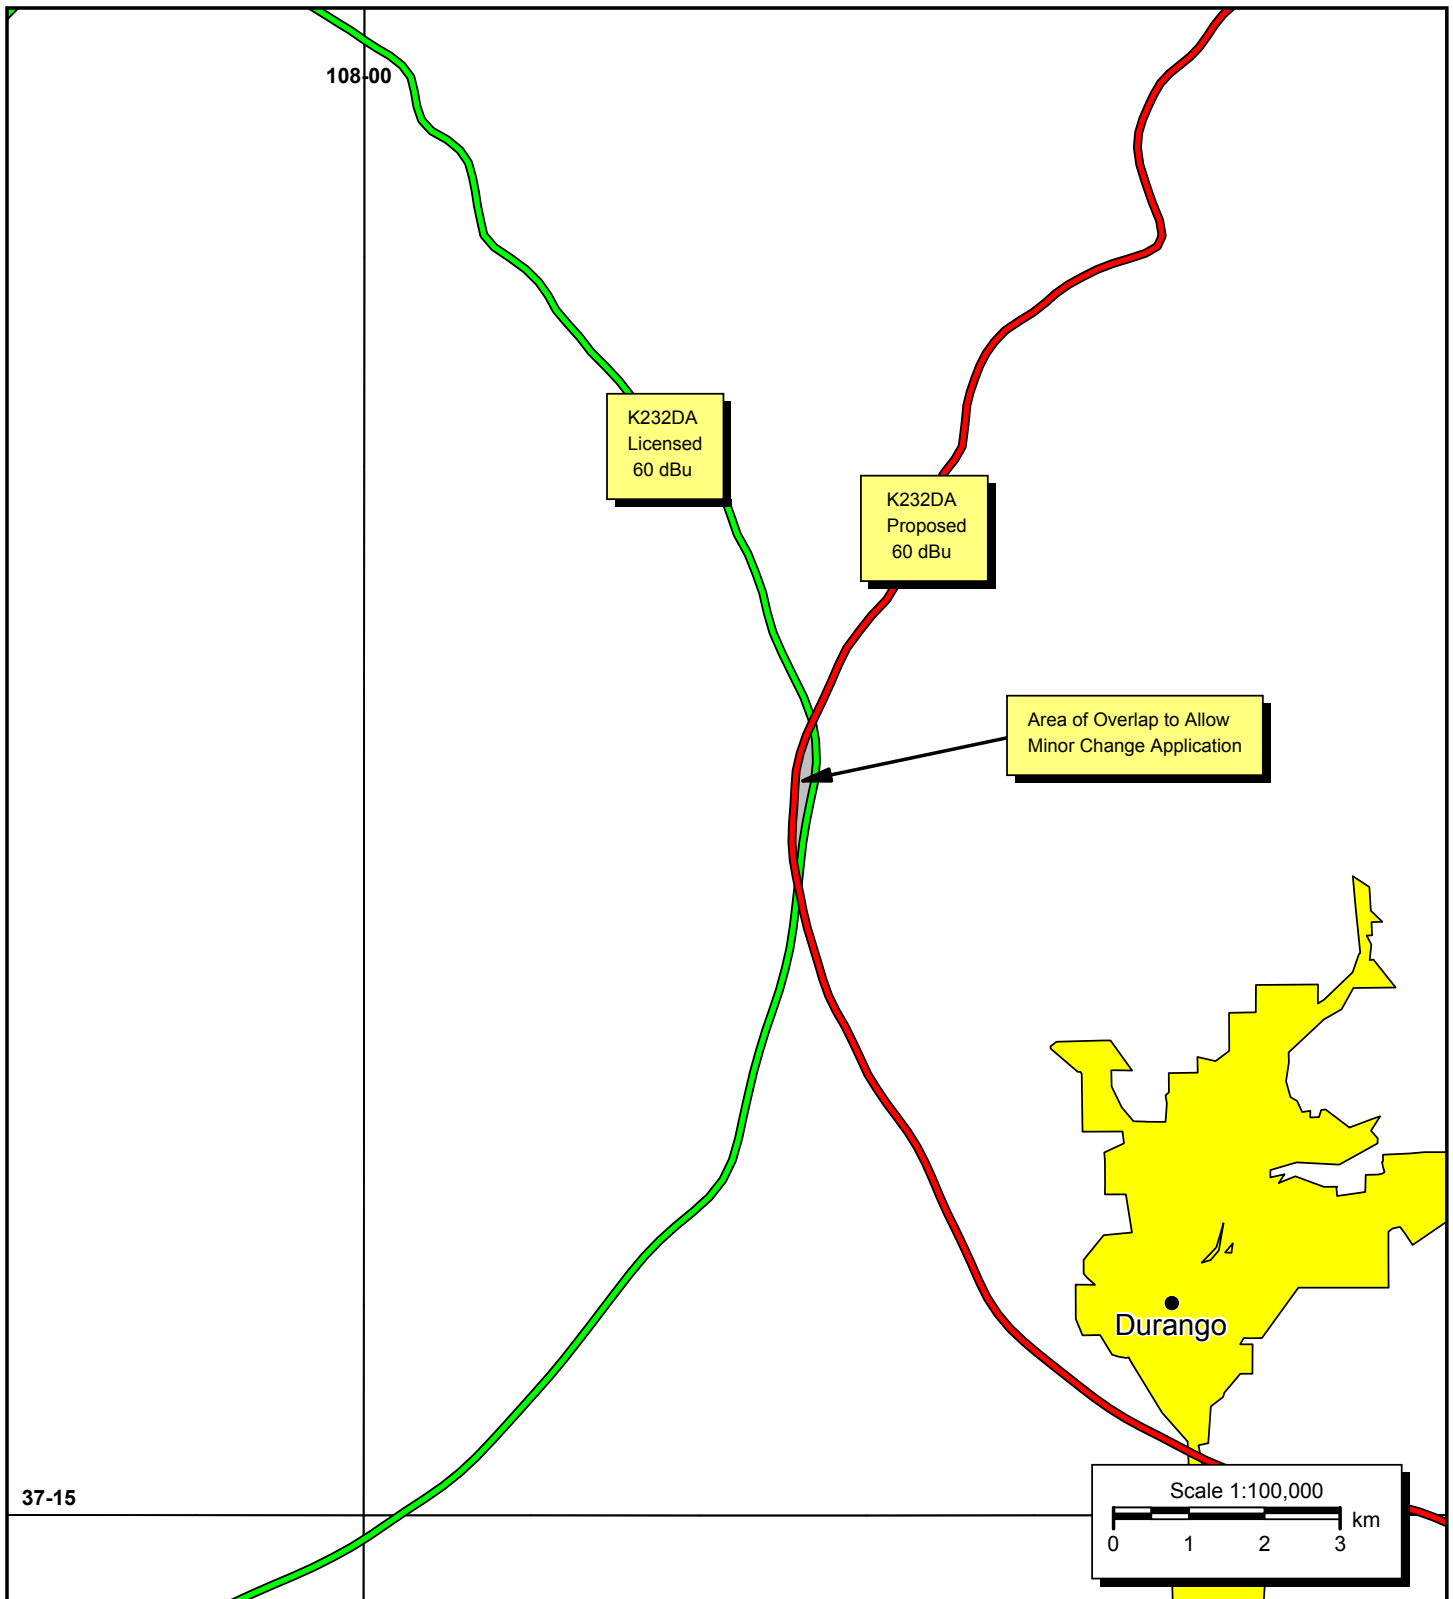 108-00
K232DA
Licensed
60 dBu
K232DA
Proposed
60 dBu
Area of Overlap to Allow
Minor Change Application
Durango
37-15
Scale 1:100,000
km
0 1 2 3